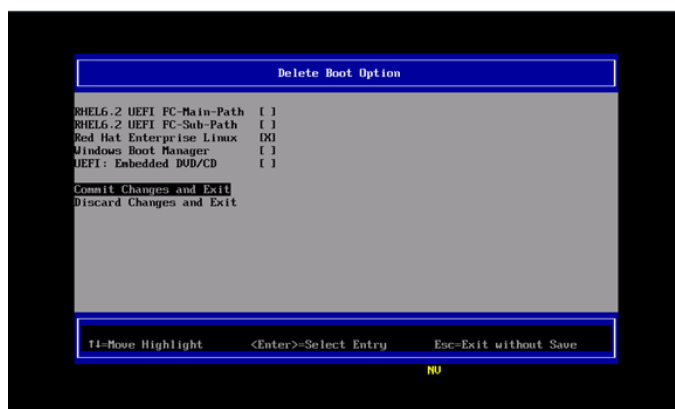 Delete Boot Option
RHEL6.2 UEFI FC-Main-Path [ ]
RHEL6.2 UEFI FC-Sub-Path [ ]
Red Hat Enterprise Linux [X]
Windows Boot Manager [ ]
UEFI: Embedded DVD/CD [ ]
Commit Changes and Exit
Discard Changes and Exit
↑↓=Move Highlight <Enter>=Select Entry Esc=Exit without Save
NV